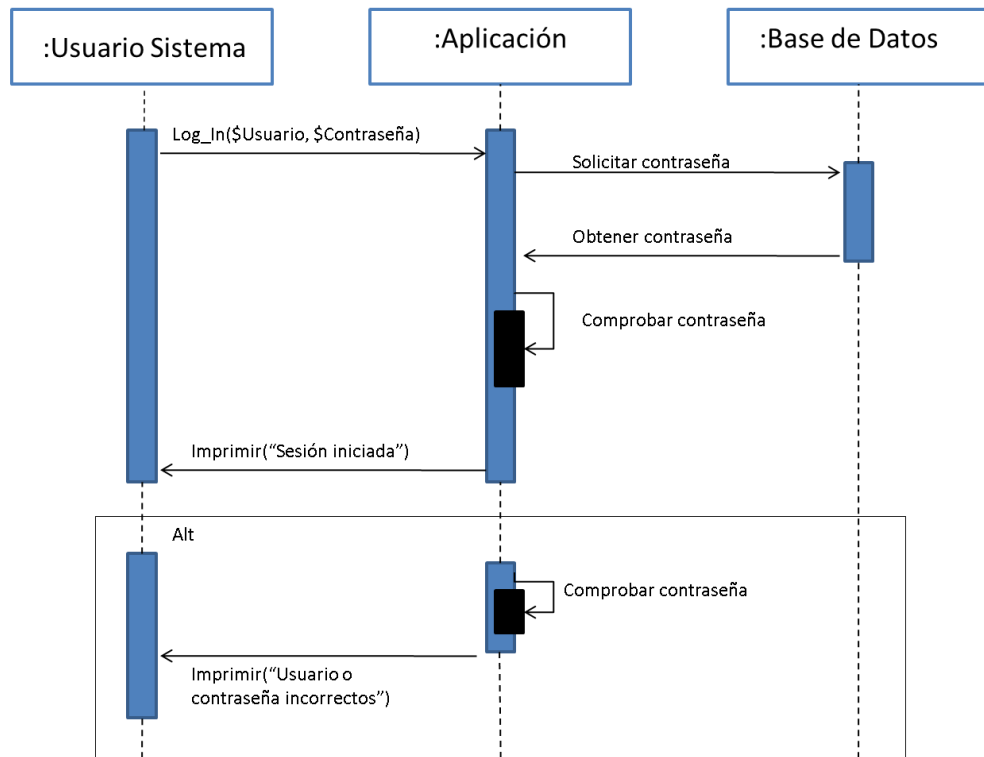 :Usuario Sistema
:Aplicación
:Base de Datos
Log_In($Usuario, $Contraseña)
Solicitar contraseña
Obtener contraseña
Comprobar contraseña
Imprimir(“Sesión iniciada”)
Alt
Comprobar contraseña
Imprimir(“Usuario o
contraseña incorrectos”)